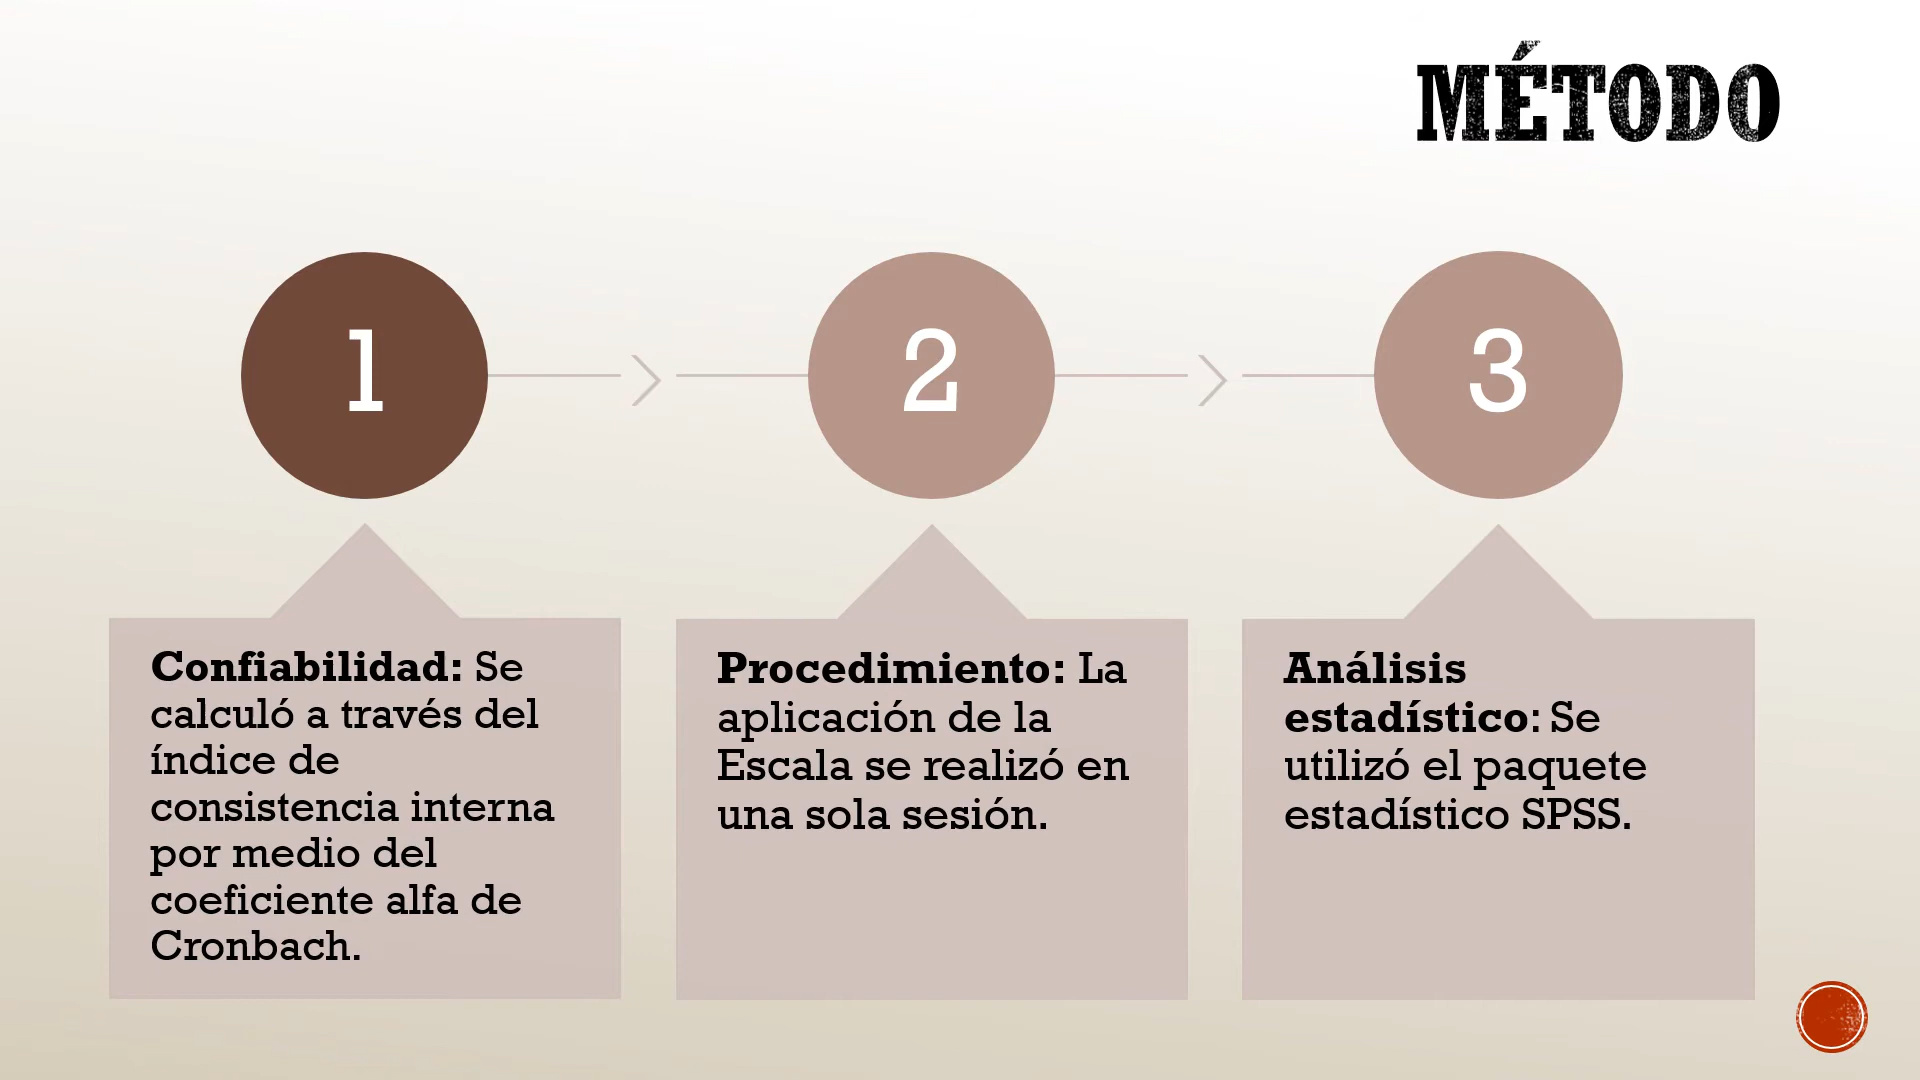 MÉTODO
1
2
3
Confiabilidad: Se
calculó a través del
índice de
consistencia interna
por medio del
coeficiente alfa de
Cronbach.
Procedimiento: La
aplicación de la
Escala se realizó en
una sola sesión.
Análisis
estadístico: Se
utilizó el paquete
estadístico SPSS.